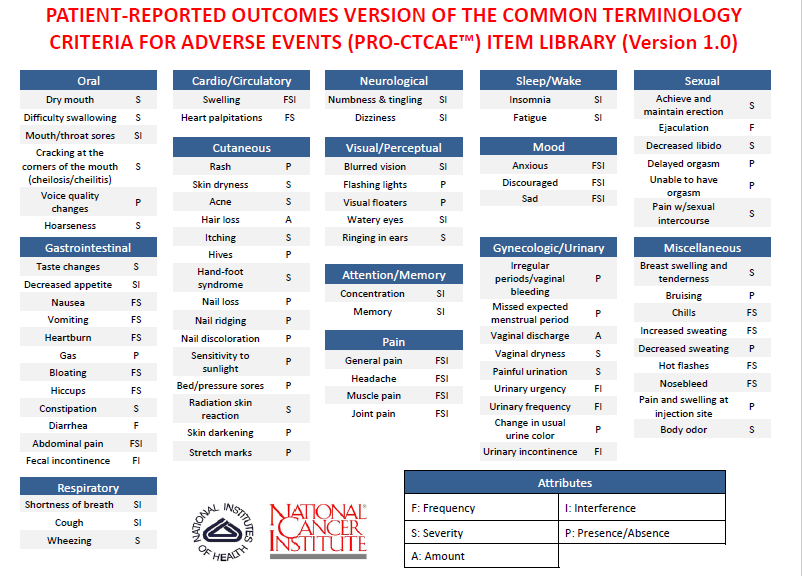 PATIENT-REPORTED OUTCOMES VERSION OF THE COMMON TERMINOLOGY
CRITERIA FOR ADVERSE EVENTS (PRO-CTCAE™) ITEM LIBRARY (Version 1.0)
Oral
Dry mouth S
Difficulty swallowing S
Mouth/throat sores SI
Cracking at the
corners of the mouth S
(cheilosis/cheilitis)
Voice quality
changes P
Hoarseness S
Gastrointestinal
Taste changes S
Decreased appetite SI
Nausea FS
Vomiting FS
Heartburn FS
Gas P
Bloating FS
Hiccups FS
Constipation S
Diarrhea F
Abdominal pain FSI
Fecal incontinence FI
Respiratory
Shortness of breath SI
Cough SI
Wheezing S
Cardio/Circulatory
Swelling FSI
Heart palpitations FS
Cutaneous
Rash P
Skin dryness S
Acne S
Hair loss A
Itching S
Hives P
Hand-foot
syndrome S
Nail loss P
Nail ridging P
Nail discoloration P
Sensitivity to
sunlight P
Bed/pressure sores P
Radiation skin
reaction S
Skin darkening P
Stretch marks P
Neurological
Numbness & tingling SI
Dizziness SI
Visual/Perceptual
Blurred vision SI
Flashing lights P
Visual floaters P
Watery eyes SI
Ringing in ears S
Attention/Memory
Concentration SI
Memory SI
Pain
General pain FSI
Headache FSI
Muscle pain FSI
Joint pain FSI
Sleep/Wake
Insomnia SI
Fatigue SI
Mood
Anxious FSI
Discouraged FSI
Sad FSI
Gynecologic/Urinary
Irregular
periods/vaginal P
bleeding
Missed expected
menstrual period P
Vaginal discharge A
Vaginal dryness S
Painful urination S
Urinary urgency FI
Urinary frequency FI
Change in usual
urine color P
Urinary incontinence FI
Sexual
Achieve and
maintain erection S
Ejaculation F
Decreased libido S
Delayed orgasm P
Unable to have
orgasm P
Pain w/sexual
intercourse S
Miscellaneous
Breast swelling and
tenderness S
Bruising P
Chills FS
Increased sweating FS
Decreased sweating P
Hot flashes FS
Nosebleed FS
Pain and swelling at
injection site P
Body odor S
NATIONAL INSTITUTES
OF HEALTH
NATIONAL®
CANCER
INSTITUTE
Attributes
F: Frequency I: Interference
S: Severity P: Presence/Absence
A: Amount